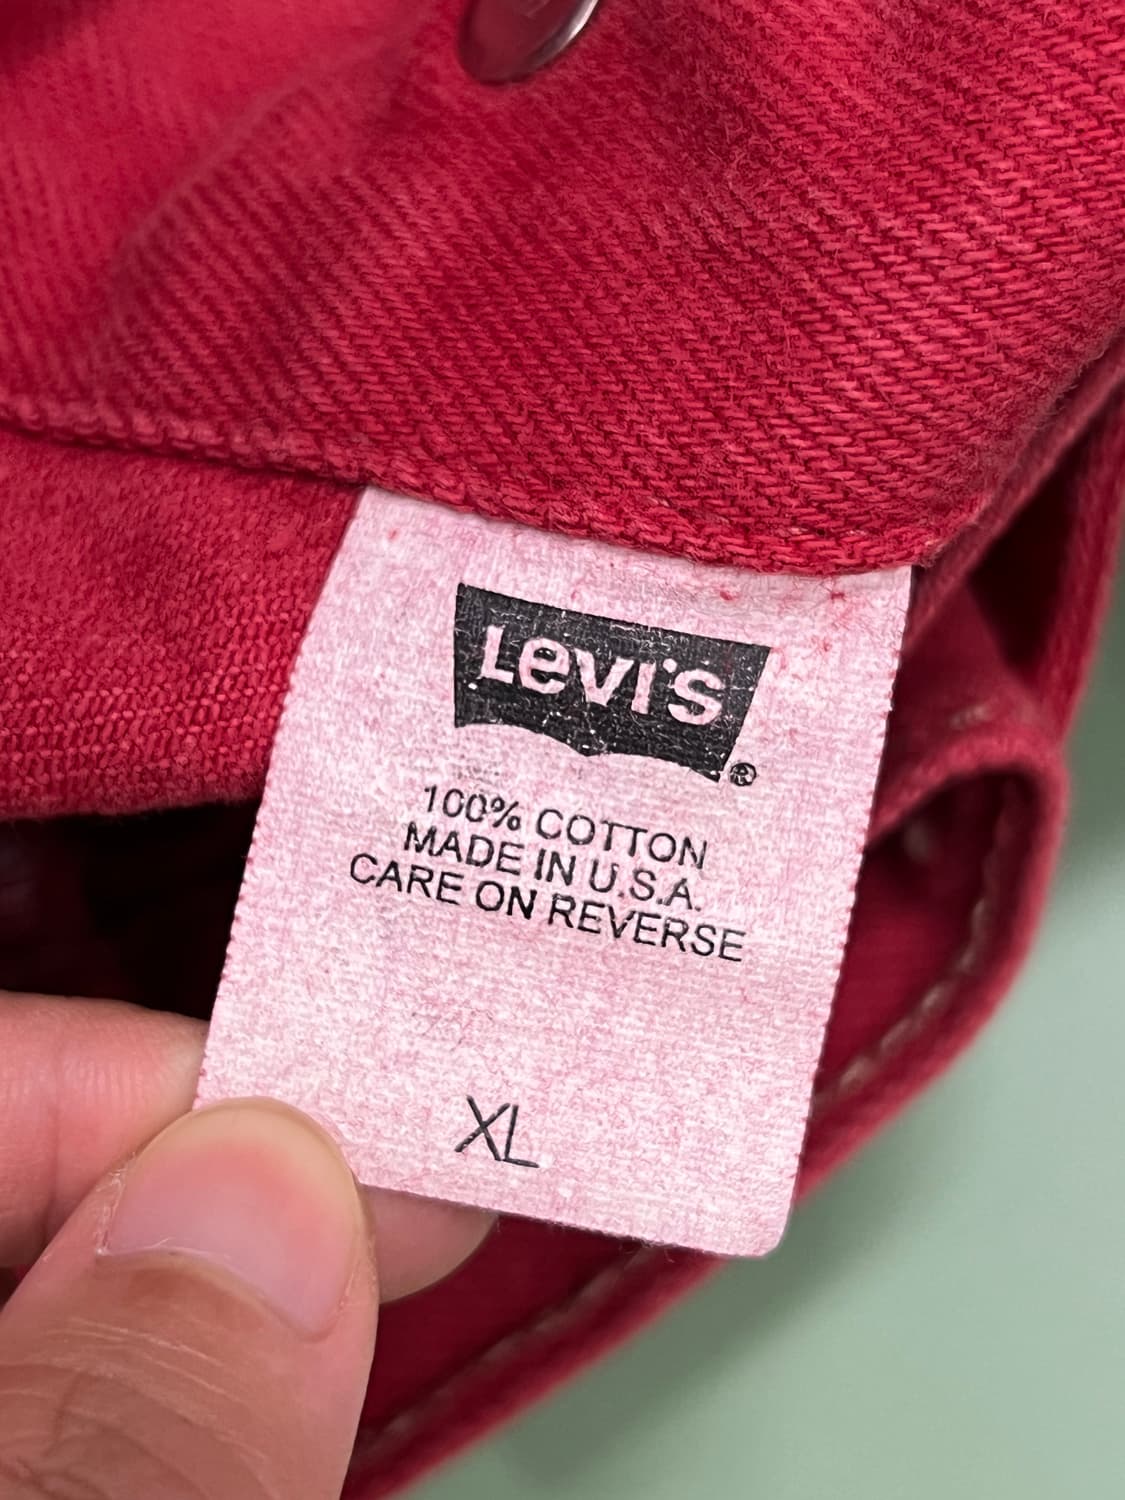 Levi's®
100% COTTON
MADE IN U.S.A.
CARE ON REVERSE
XL